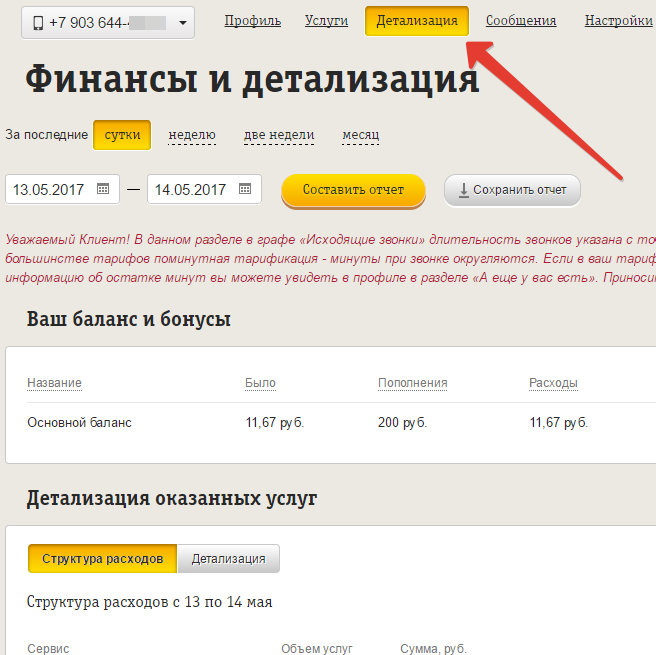 +7 903 644-
Профиль Услуги Детализация Сообщения Настройки
Финансы и детализация
За последние сутки неделю две недели месяц
13.05.2017 — 14.05.2017 Составить отчет Сохранить отчет
Уважаемый Клиент! В данном разделе в графе «Исходящие звонки» длительность звонков указана с
большинстве тарифов поминутная тарификация - минуты при звонке округляются. Если в ваш
информацию об остатке минут вы можете увидеть в профиле в разделе «А еще у вас есть».
Ваш баланс и бонусы
Название Было Пополнения Расходы
Основной баланс 11,67 руб. 200 руб. 11,67 руб.
Детализация оказанных услуг
Структура расходов Детализация
Структура расходов с 13 по 14 мая
Сервис Объем услуг Сумма, руб.